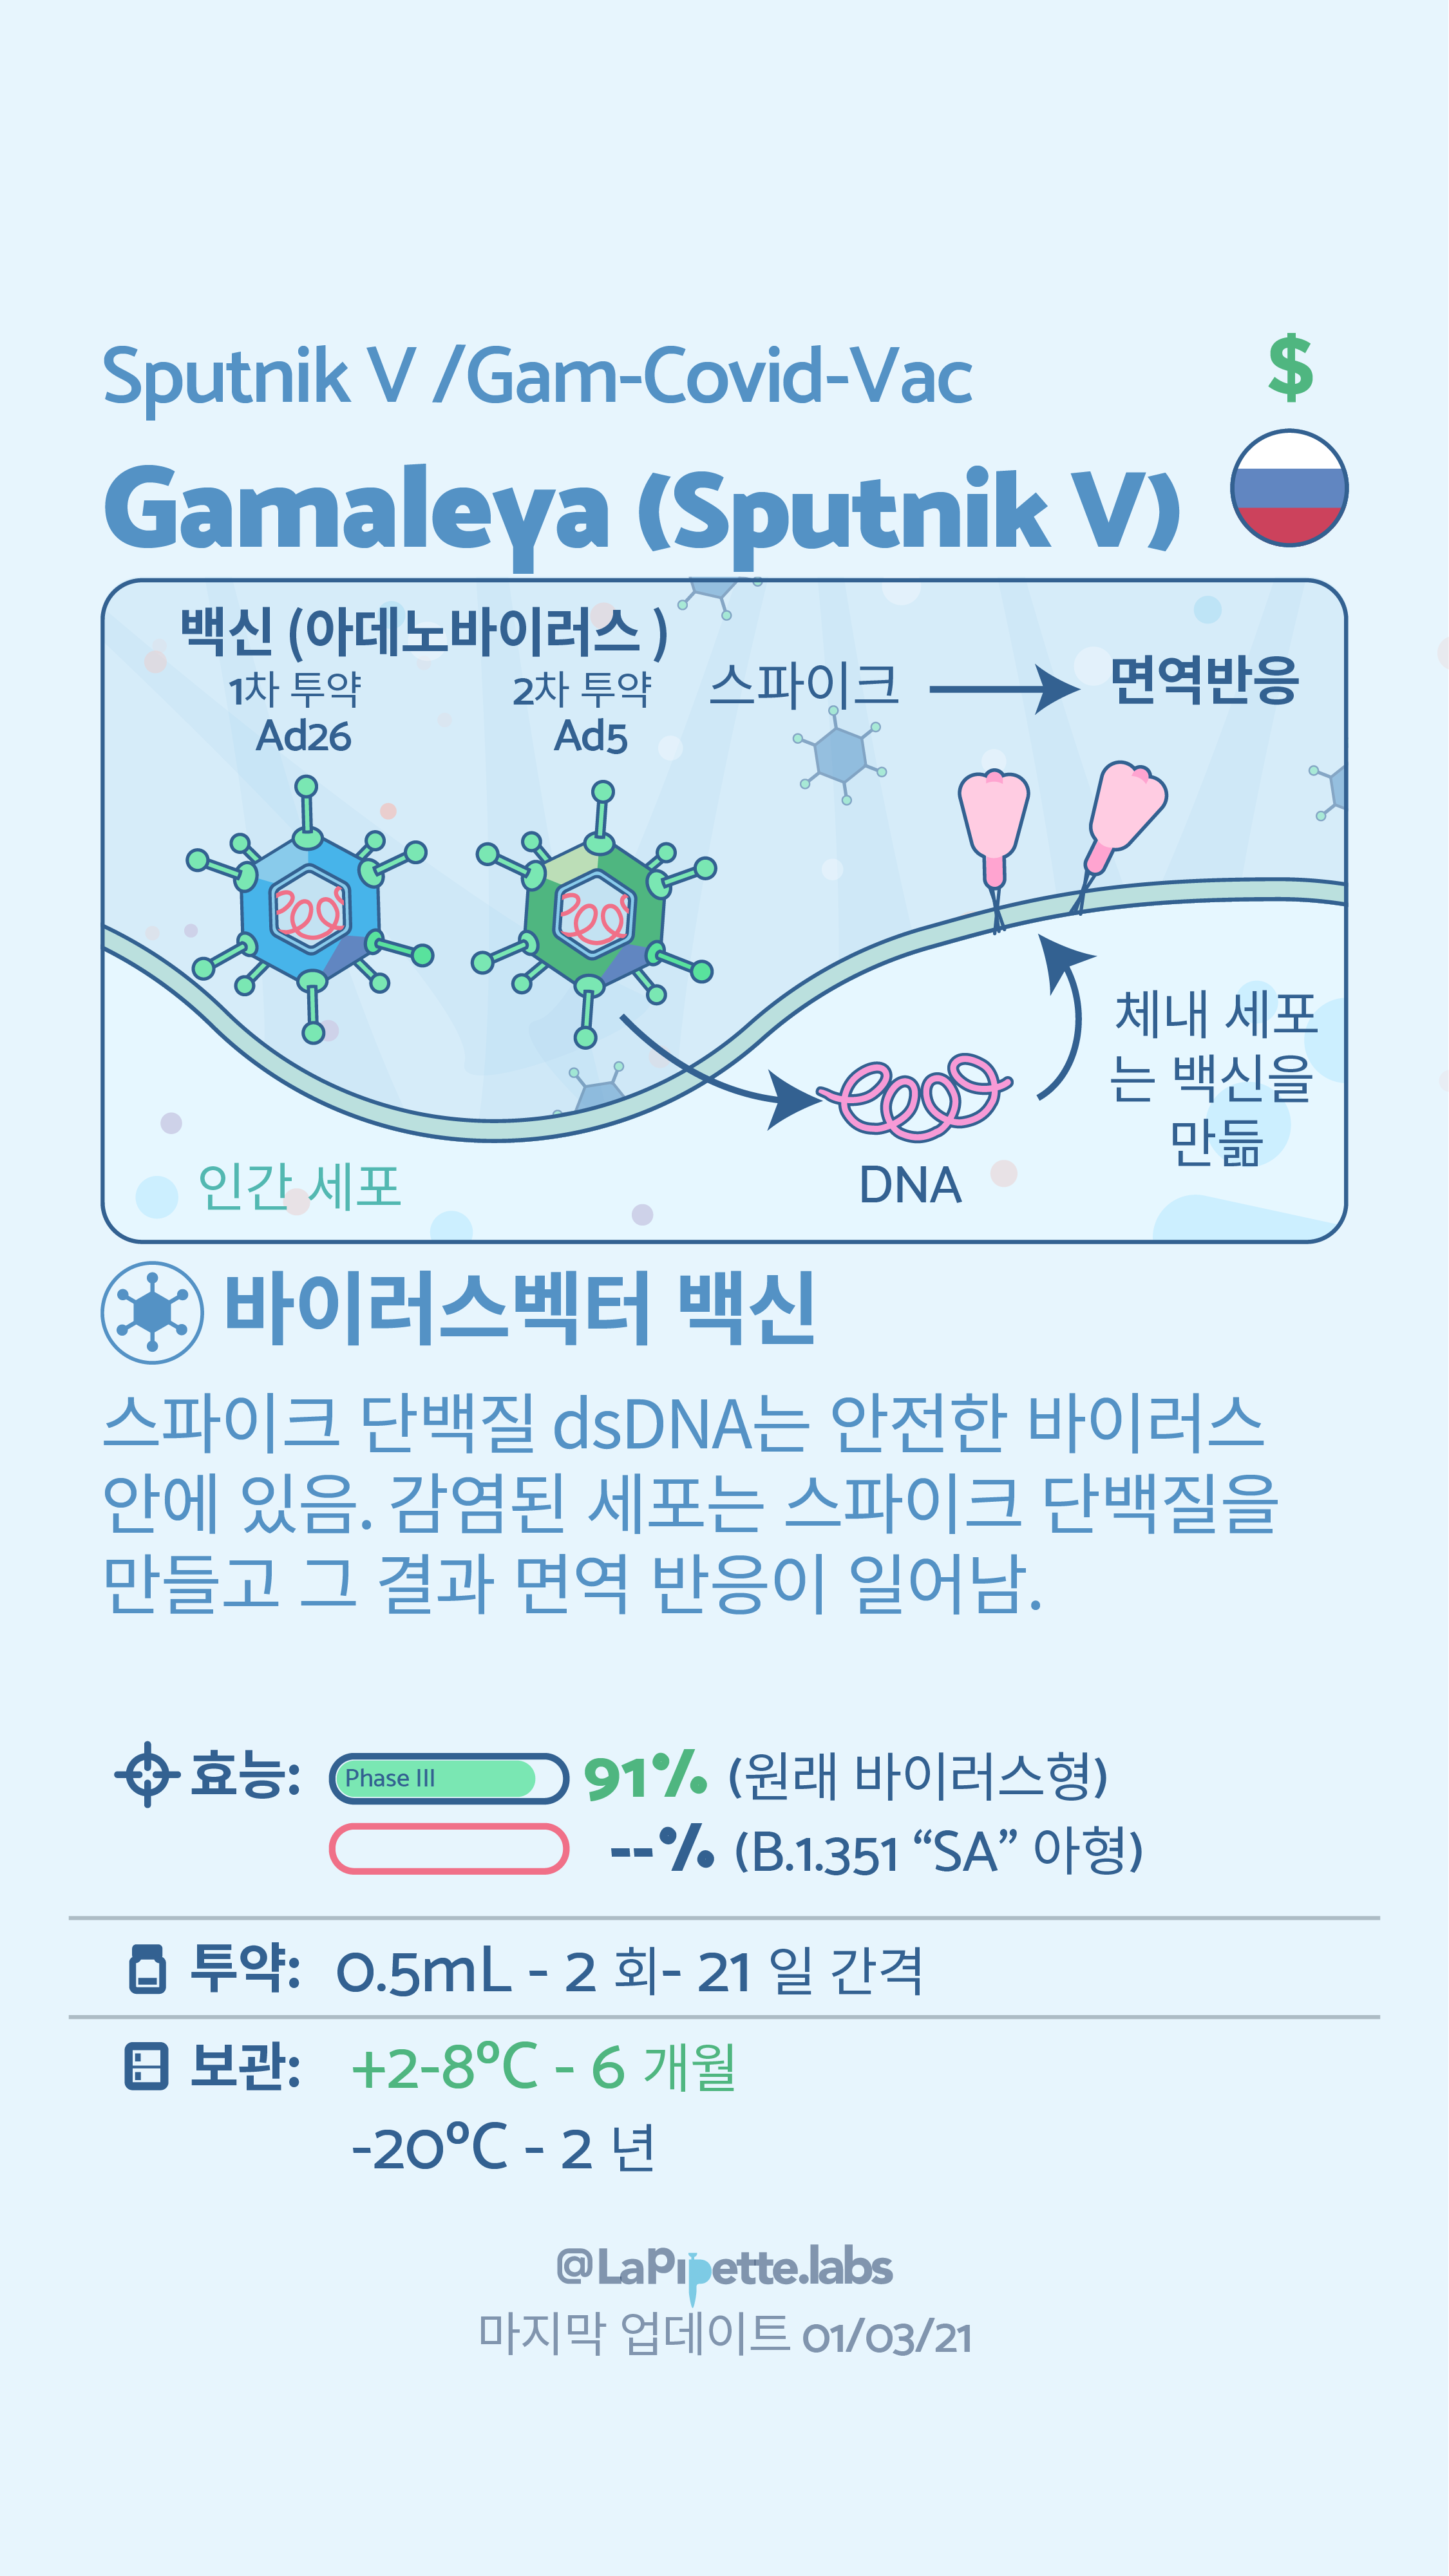 Sputnik V /Gam-Covid-Vac
$
Gamaleya (Sputnik V)
백신 (아데노바이러스 )
1차 투약
Ad26
2차 투약
Ad5
스파이크
면역반응
체내 세포
는 백신을
만듦
DNA
인간 세포
바이러스벡터 백신
스파이크 단백질 dsDNA는 안전한 바이러스
안에 있음. 감염된 세포는 스파이크 단백질을
만들고 그 결과 면역 반응이 일어남.
효능: Phase III 91% (원래 바이러스형)
--% (B.1.351 “SA” 아형)
투약: 0.5mL - 2 회- 21 일 간격
보관: +2-8ºC - 6 개월
-20ºC - 2 년
@LaPipette.labs
마지막 업데이트 01/03/21